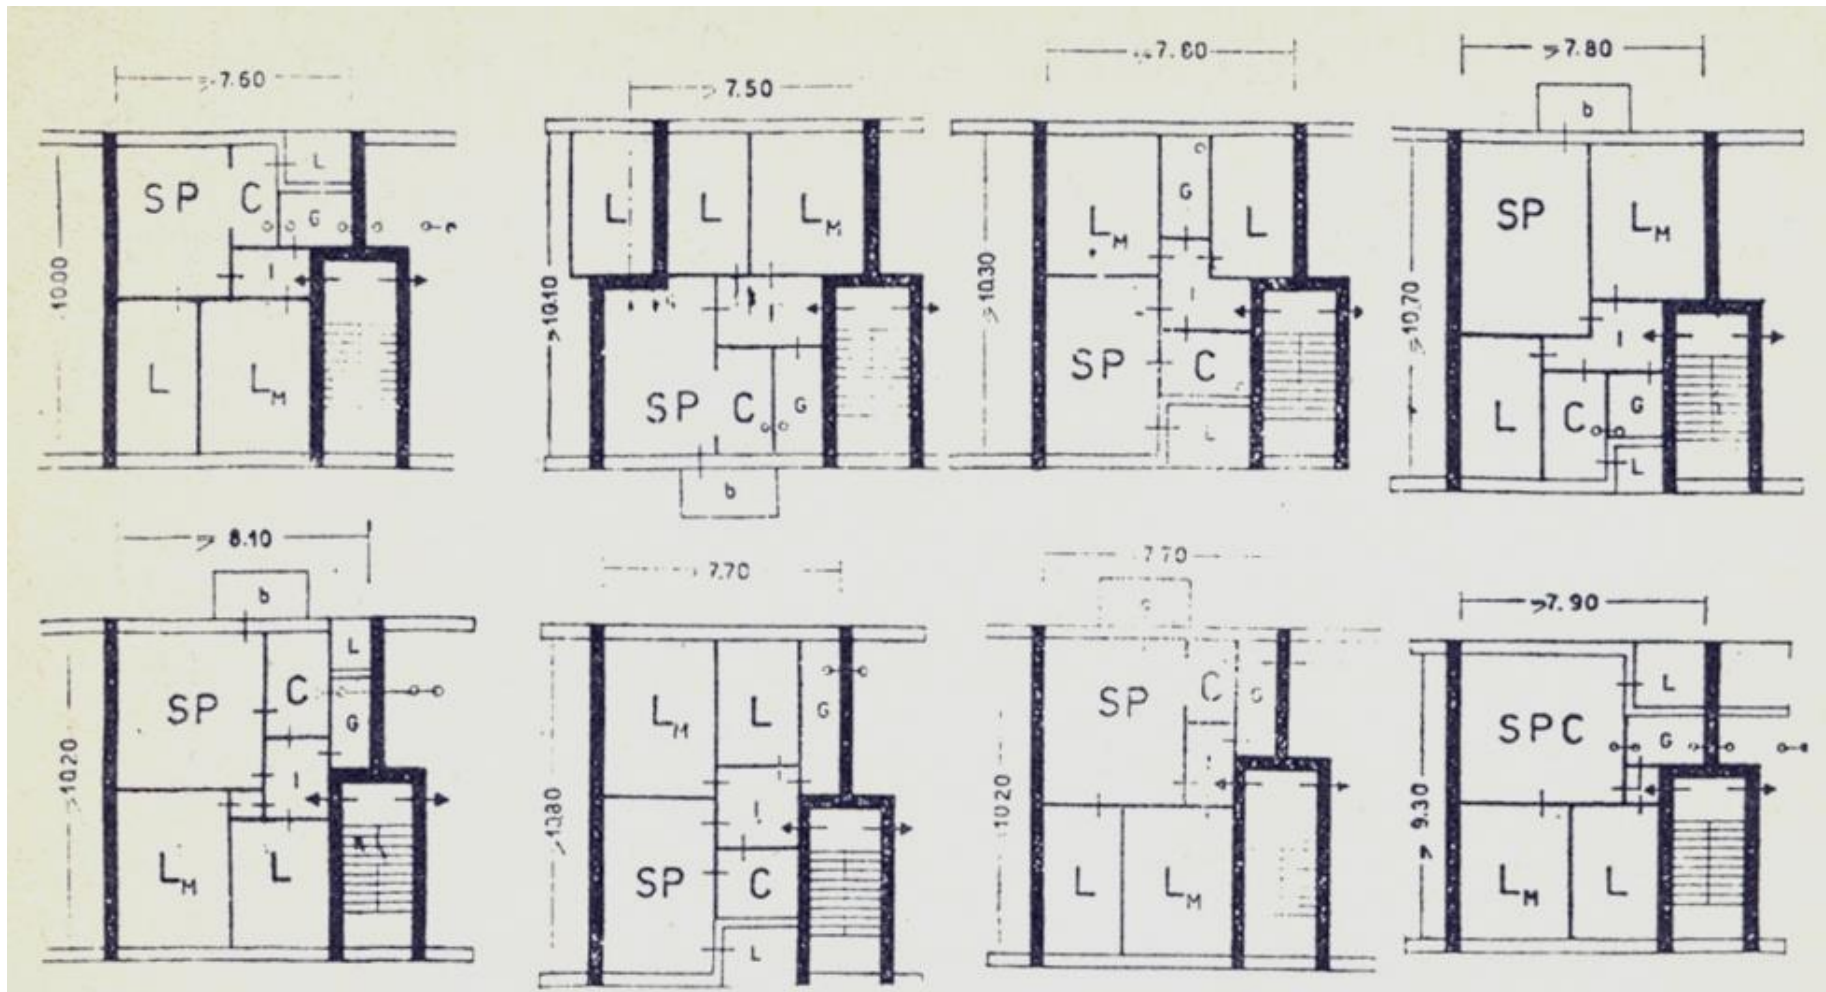 >7.60
10.00
SP C L
G
I
L LM
>7.50
>10.10
L L LM
I
SP C G
b
7.60
>10.30
LM G L
I
SP C
L
>7.80
b
>10.70
SP LM
I
L C G
L
>8.10
b
>10.20
SP C L
G
I
LM L
7.70
>10.80
LM L G
I
SP C
L
7.70
10.20
SP C G
I
L LM
>7.90
>9.30
SPC L
G
LM L